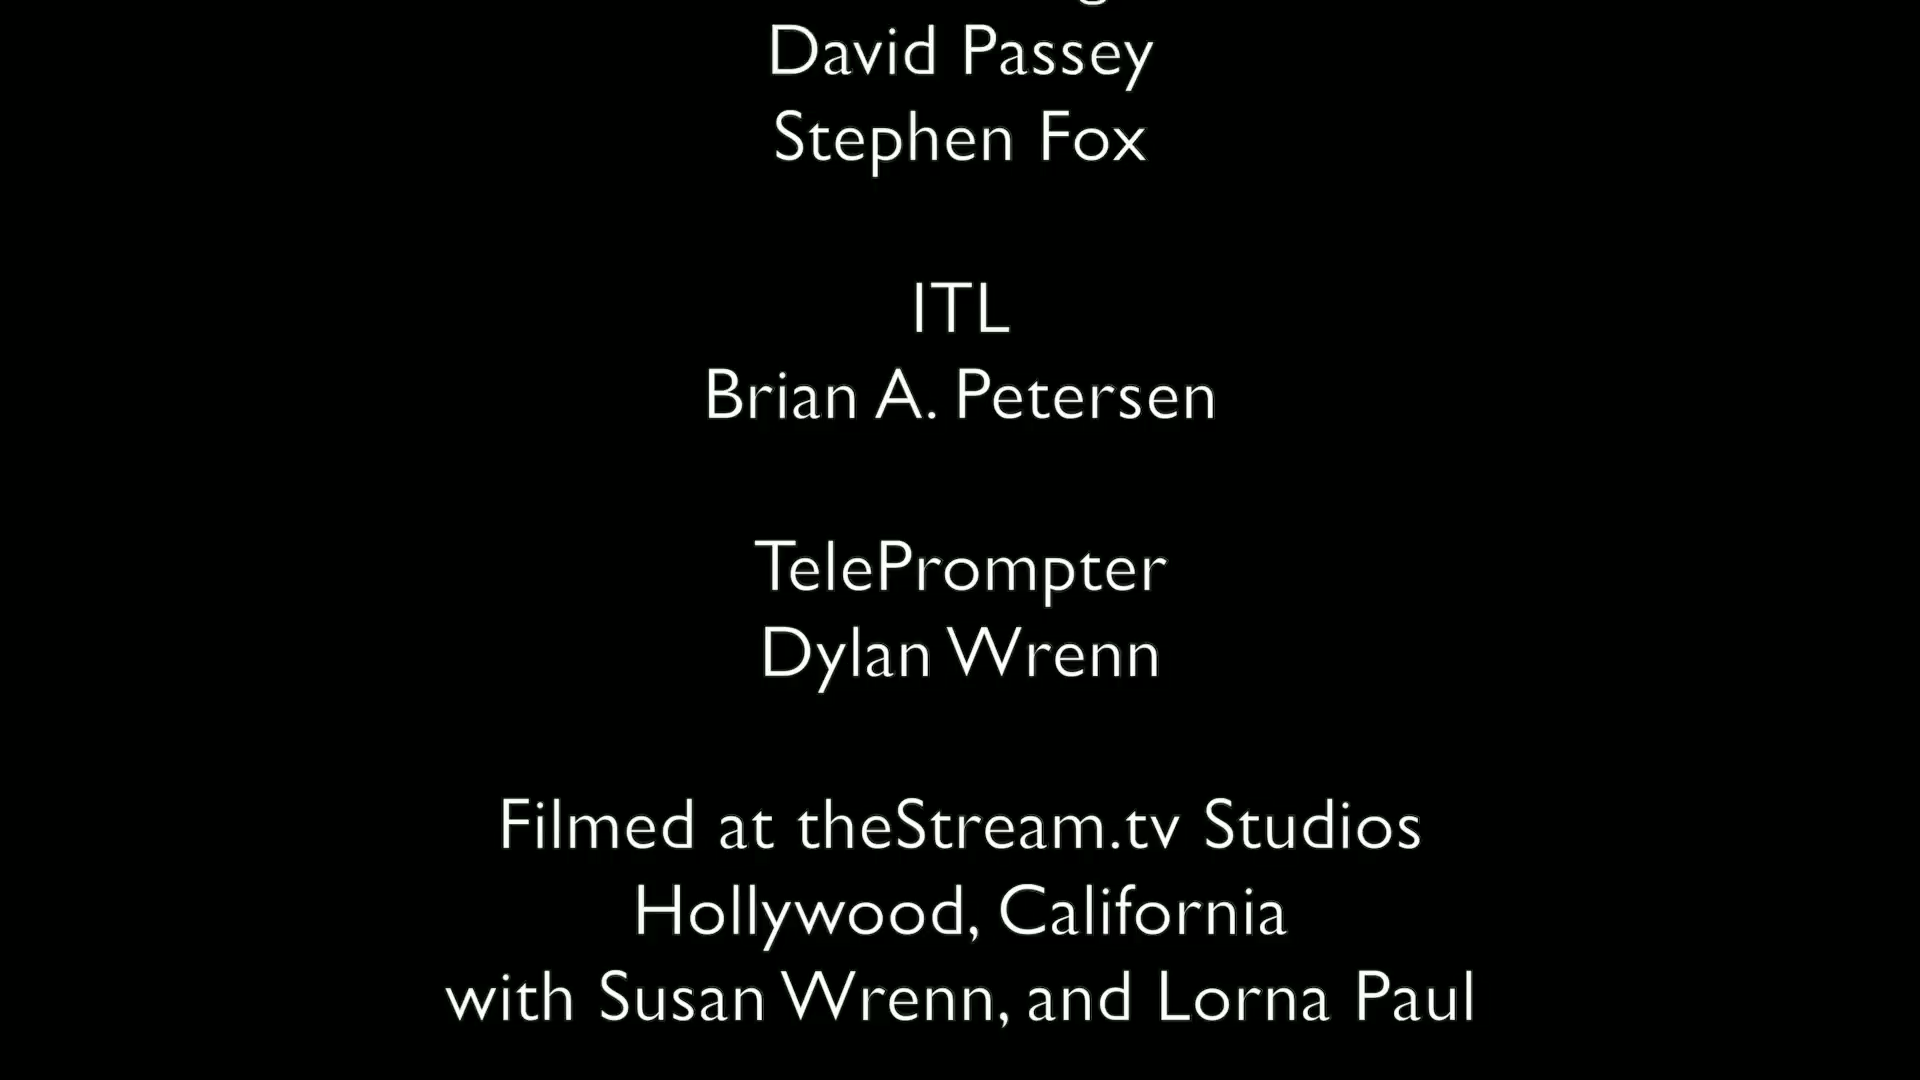 David Passey
Stephen Fox
ITL
Brian A. Petersen
TelePrompter
Dylan Wrenn
Filmed at theStream.tv Studios
Hollywood, California
with Susan Wrenn, and Lorna Paul